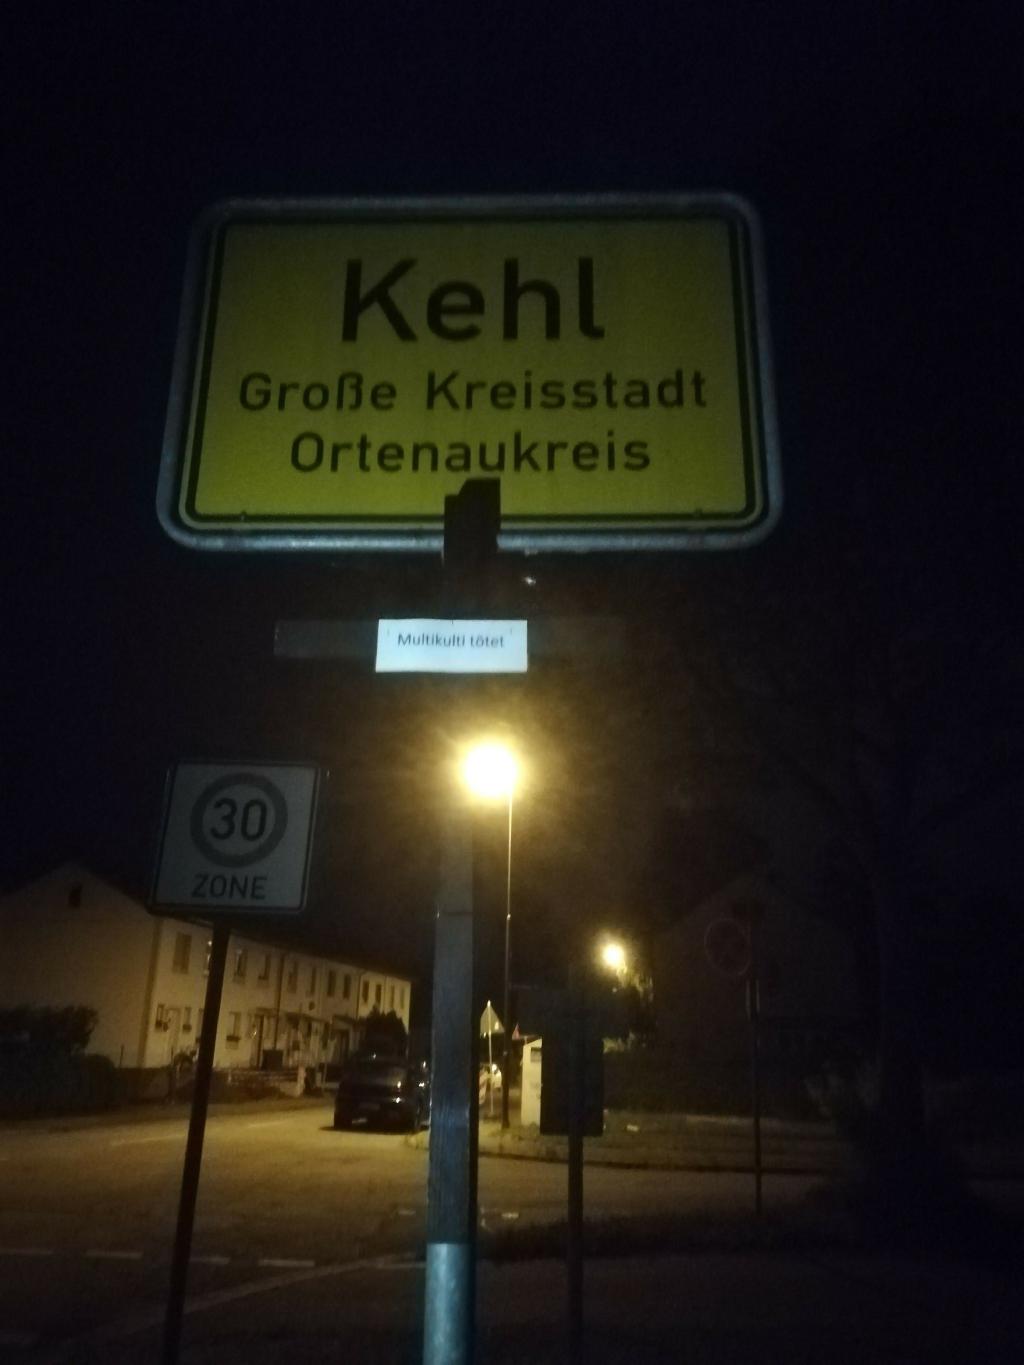 Kehl
Große Kreisstadt
Ortenaukreis
Multikulti tötet
30
ZONE